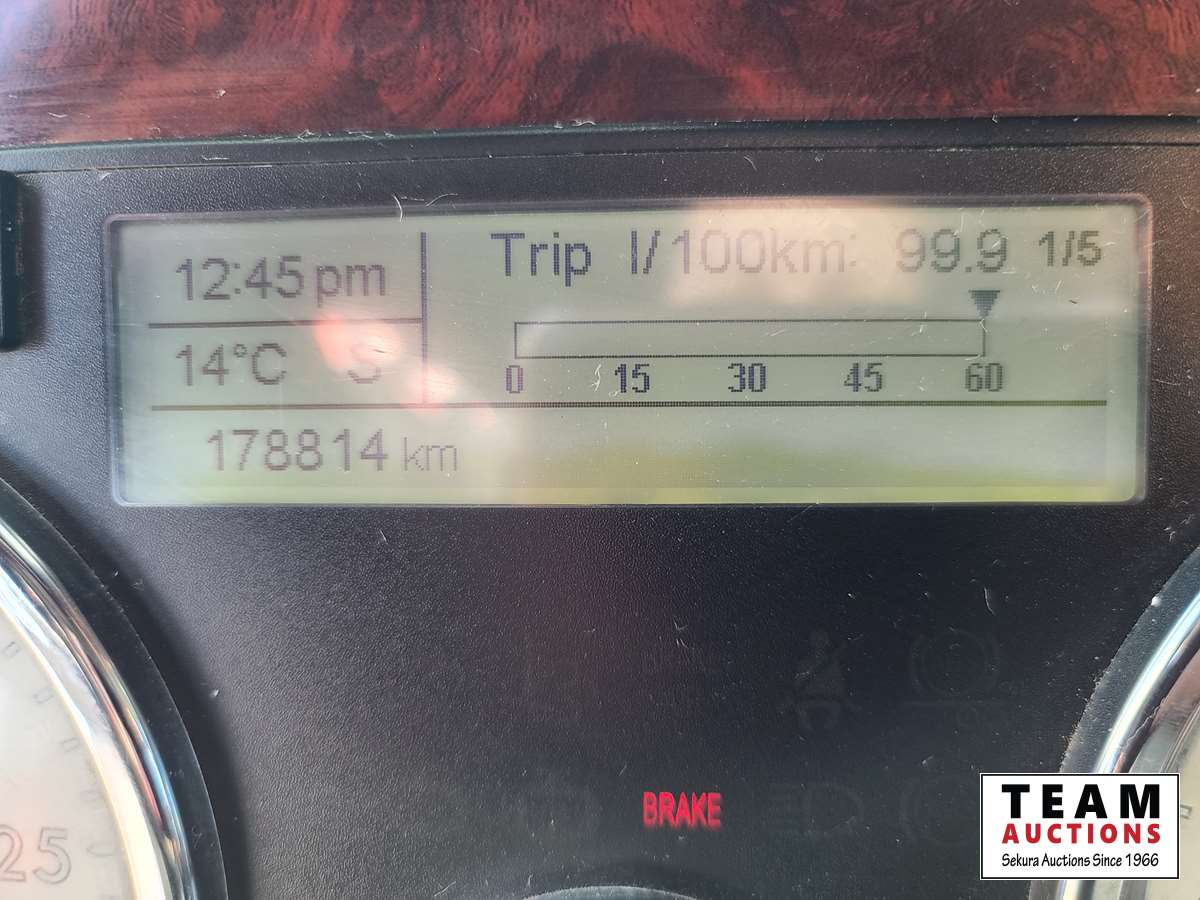 12:45 pm
Trip l/100km: 99.9 1/5
14°C S
0 15 30 45 60
178814 km
25
BRAKE
TEAM
AUCTIONS
Sekura Auctions Since 1966